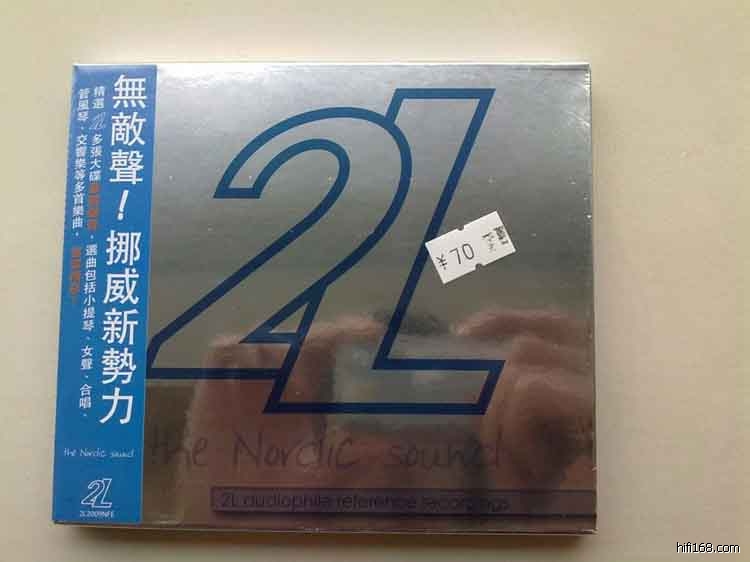 無敵聲！挪威新勢力
精選 2L 多張大碟
，選曲包括小提琴、女聲、合唱、
管風琴、交響樂等多首樂曲，
the Nordic sound
2L
2L2009NFE
2L
¥70
the Nordic sound
2L audiophile reference recordings
hifi168.com